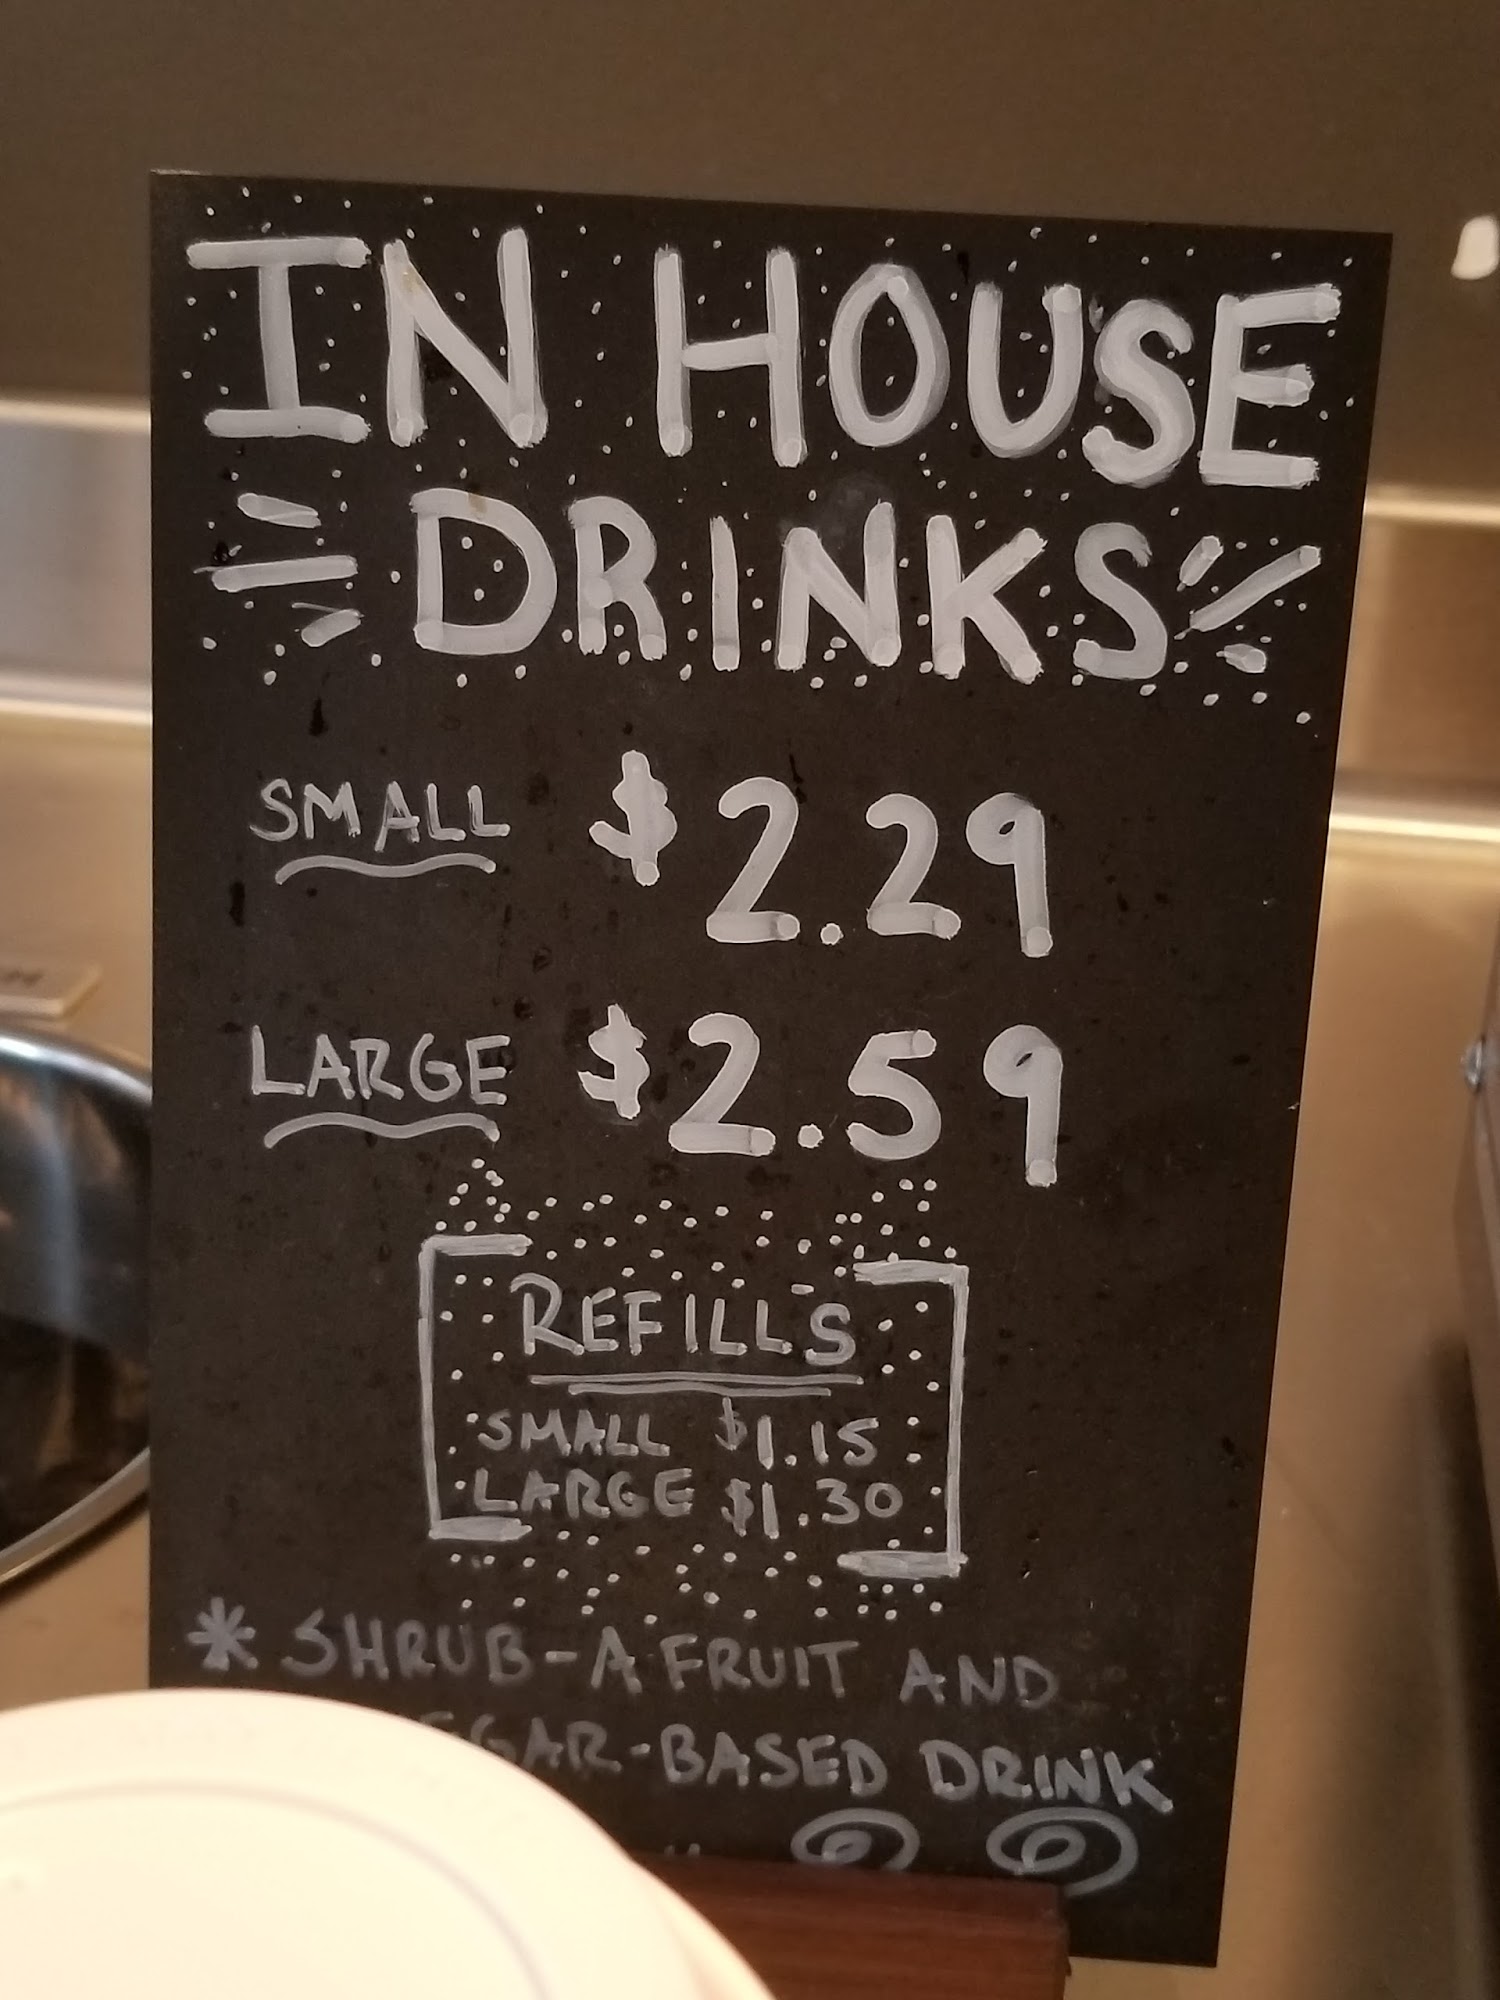 IN HOUSE
DRINKS
SMALL $2.29
LARGE $2.59
REFILLS
SMALL $1.15
LARGE $1.30
* SHRUB-A FRUIT AND
EGAR-BASED DRINK